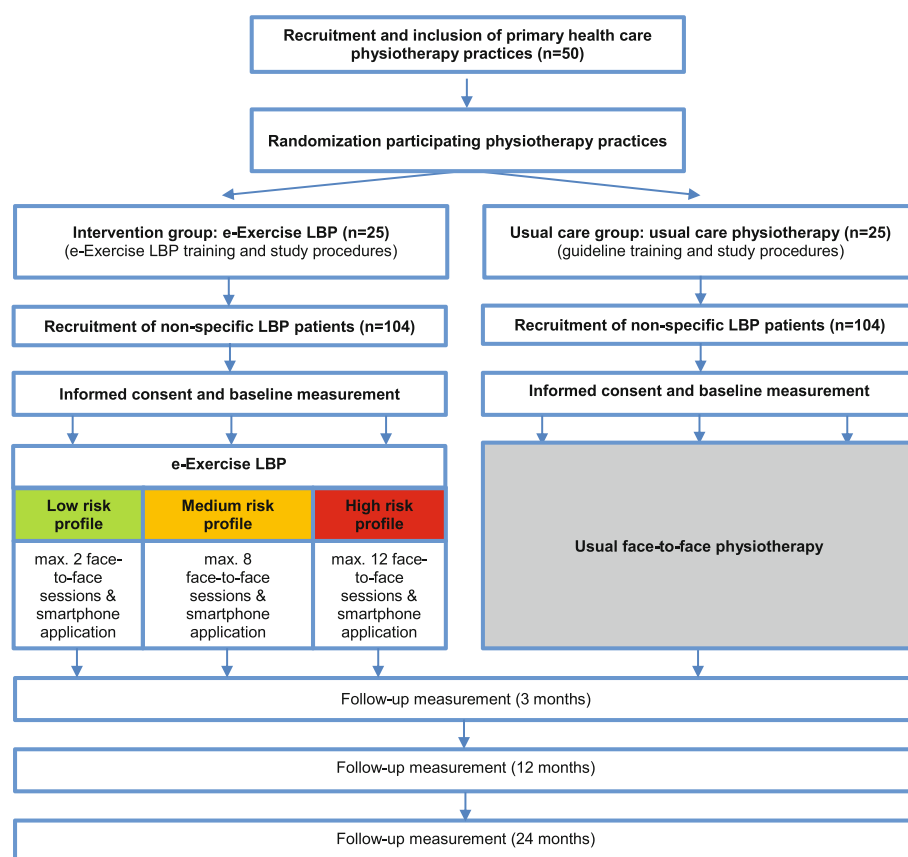 Recruitment and inclusion of primary health care
physiotherapy practices (n=50)
Randomization participating physiotherapy practices
Intervention group: e-Exercise LBP (n=25)
(e-Exercise LBP training and study procedures)
Usual care group: usual care physiotherapy (n=25)
(guideline training and study procedures)
Recruitment of non-specific LBP patients (n=104)
Recruitment of non-specific LBP patients (n=104)
Informed consent and baseline measurement
Informed consent and baseline measurement
e-Exercise LBP
Low risk
profile
Medium risk
profile
High risk
profile
max. 2 face-
to-face
sessions &
smartphone
application
max. 8
face-to-face
sessions &
smartphone
application
max. 12 face-
to-face
sessions &
smartphone
application
Usual face-to-face physiotherapy
Follow-up measurement (3 months)
Follow-up measurement (12 months)
Follow-up measurement (24 months)